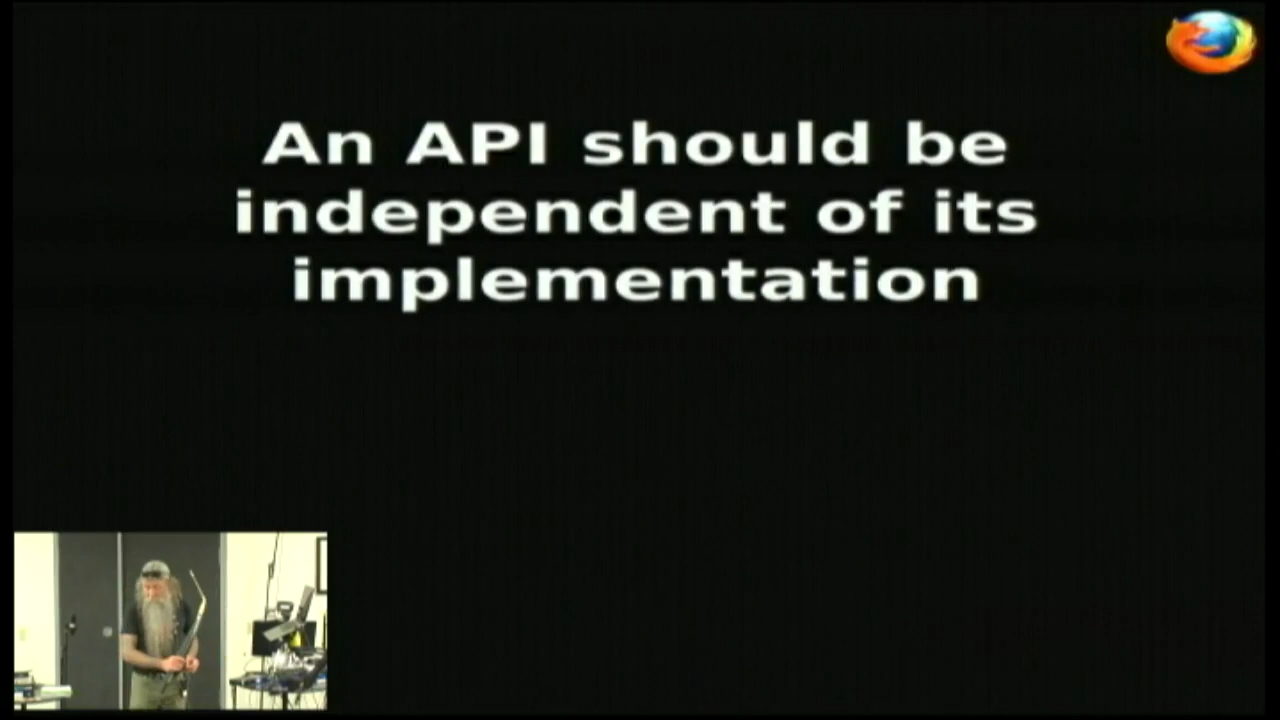 An API should be
independent of its
implementation